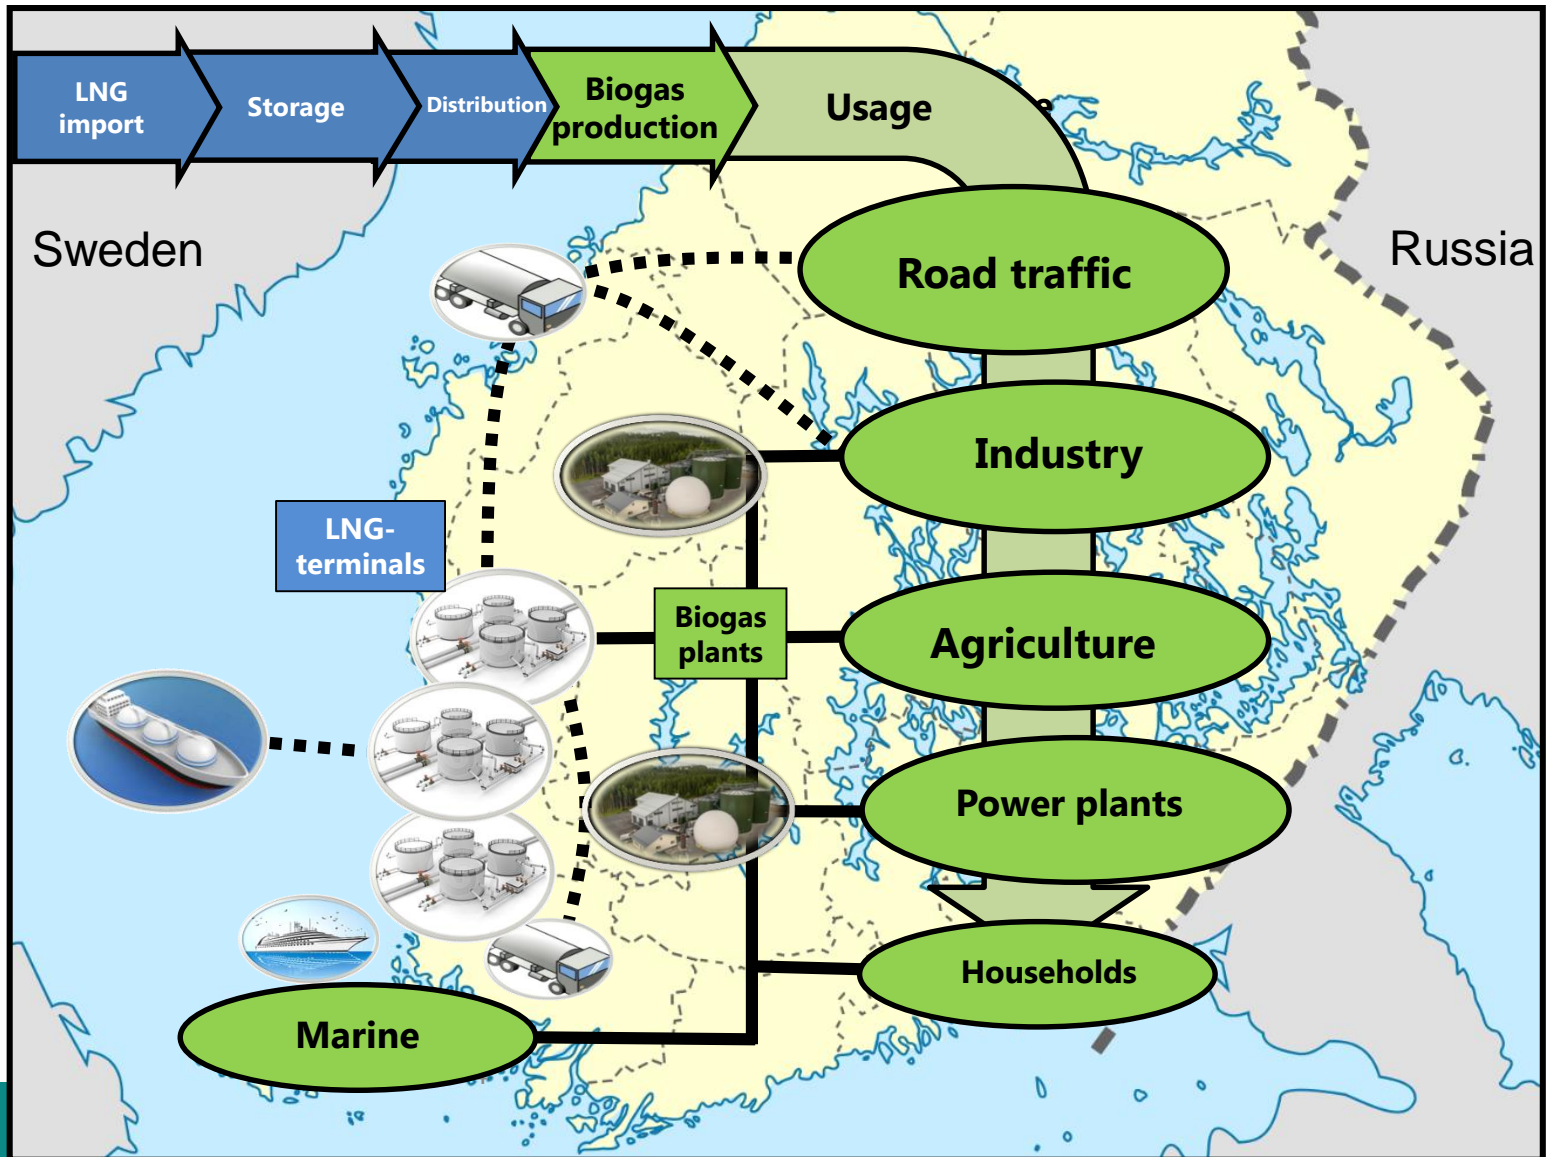 LNG
import
Storage
Distribution
Biogas
production
Usage
Sweden
Russia
Road traffic
Industry
LNG-
terminals
Biogas
plants
Agriculture
Power plants
Households
Marine